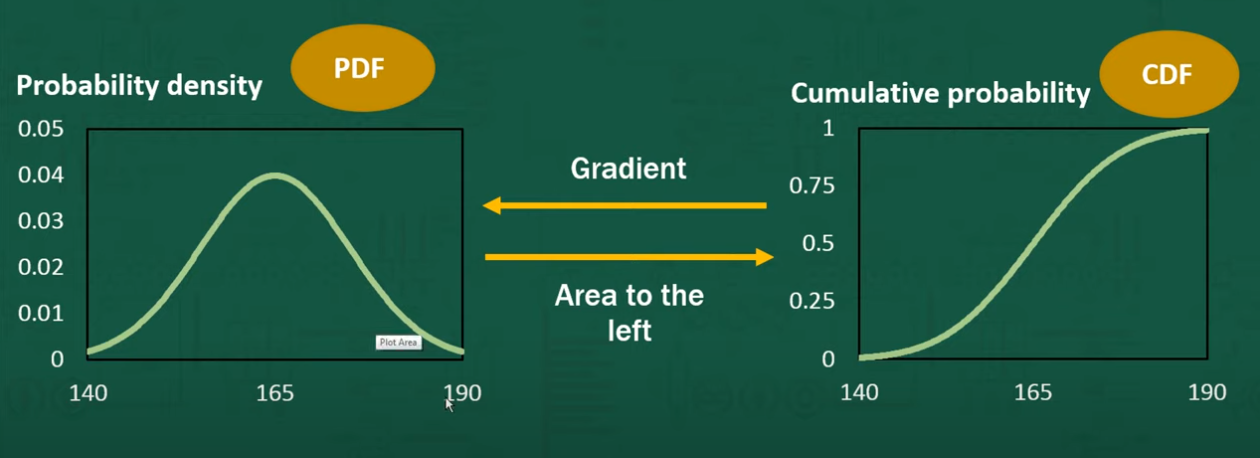 PDF
Probability density
0.05
0.04
0.03
0.02
0.01
0
140
165
190
Plot Area
Gradient
Area to the
left
CDF
Cumulative probability
1
0.75
0.5
0.25
0
140
165
190